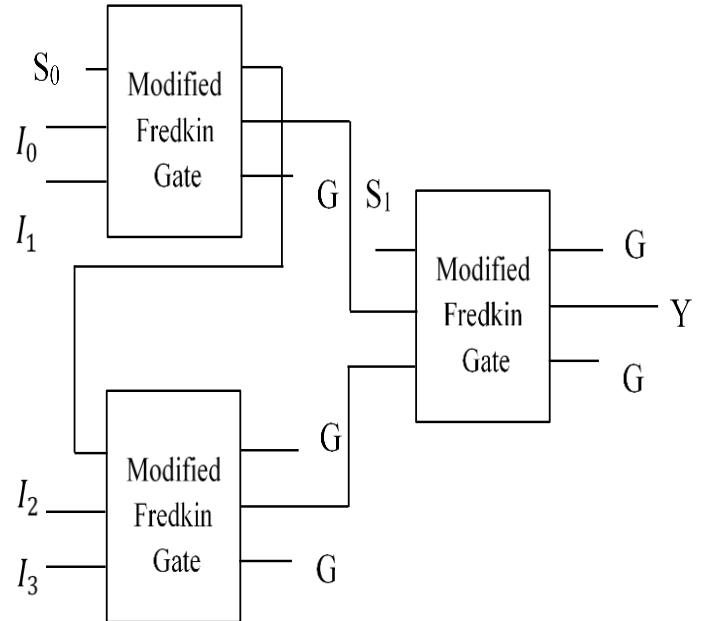 S₀
I₀
I₁
Modified
Fredkin
Gate
G
S₁
Modified
Fredkin
Gate
G
Y
G
I₂
I₃
Modified
Fredkin
Gate
G
G